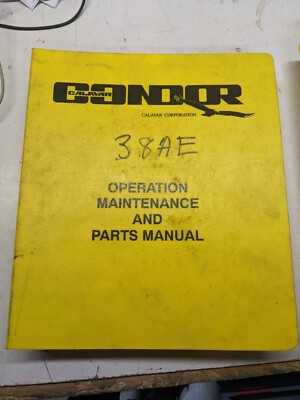 CONDOR
CALAVAR
CALAVAR CORPORATION
38AE
OPERATION
MAINTENANCE
AND
PARTS MANUAL